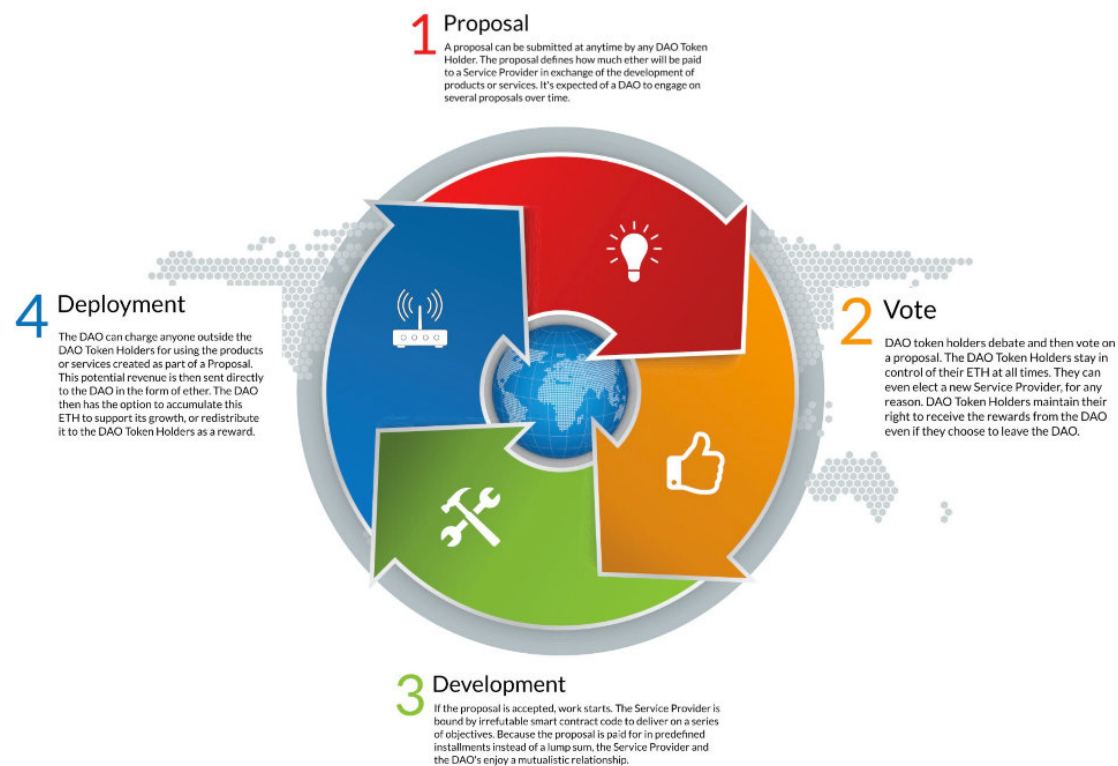 1 Proposal
A proposal can be submitted at anytime by any DAO Token
Holder. The proposal defines how much ether will be paid
to a Service Provider in exchange of the development of
products or services. It's expected of a DAO to engage on
several proposals over time.
2 Vote
DAO token holders debate and then vote on
a proposal. The DAO Token Holders stay in
control of their ETH at all times. They can
even elect a new Service Provider, for any
reason. DAO Token Holders maintain their
right to receive the rewards from the DAO
even if they choose to leave the DAO.
3 Development
If the proposal is accepted, work starts. The Service Provider is
bound by irrefutable smart contract code to deliver on a series
of objectives. Because the proposal is paid for in predefined
installments instead of a lump sum, the Service Provider and
the DAO's enjoy a mutualistic relationship.
4 Deployment
The DAO can charge anyone outside the
DAO Token Holders for using the products
or services created as part of a Proposal.
This potential revenue is then sent directly
to the DAO in the form of ether. The DAO
then has the option to accumulate this
ETH to support its growth, or redistribute
it to the DAO Token Holders as a reward.